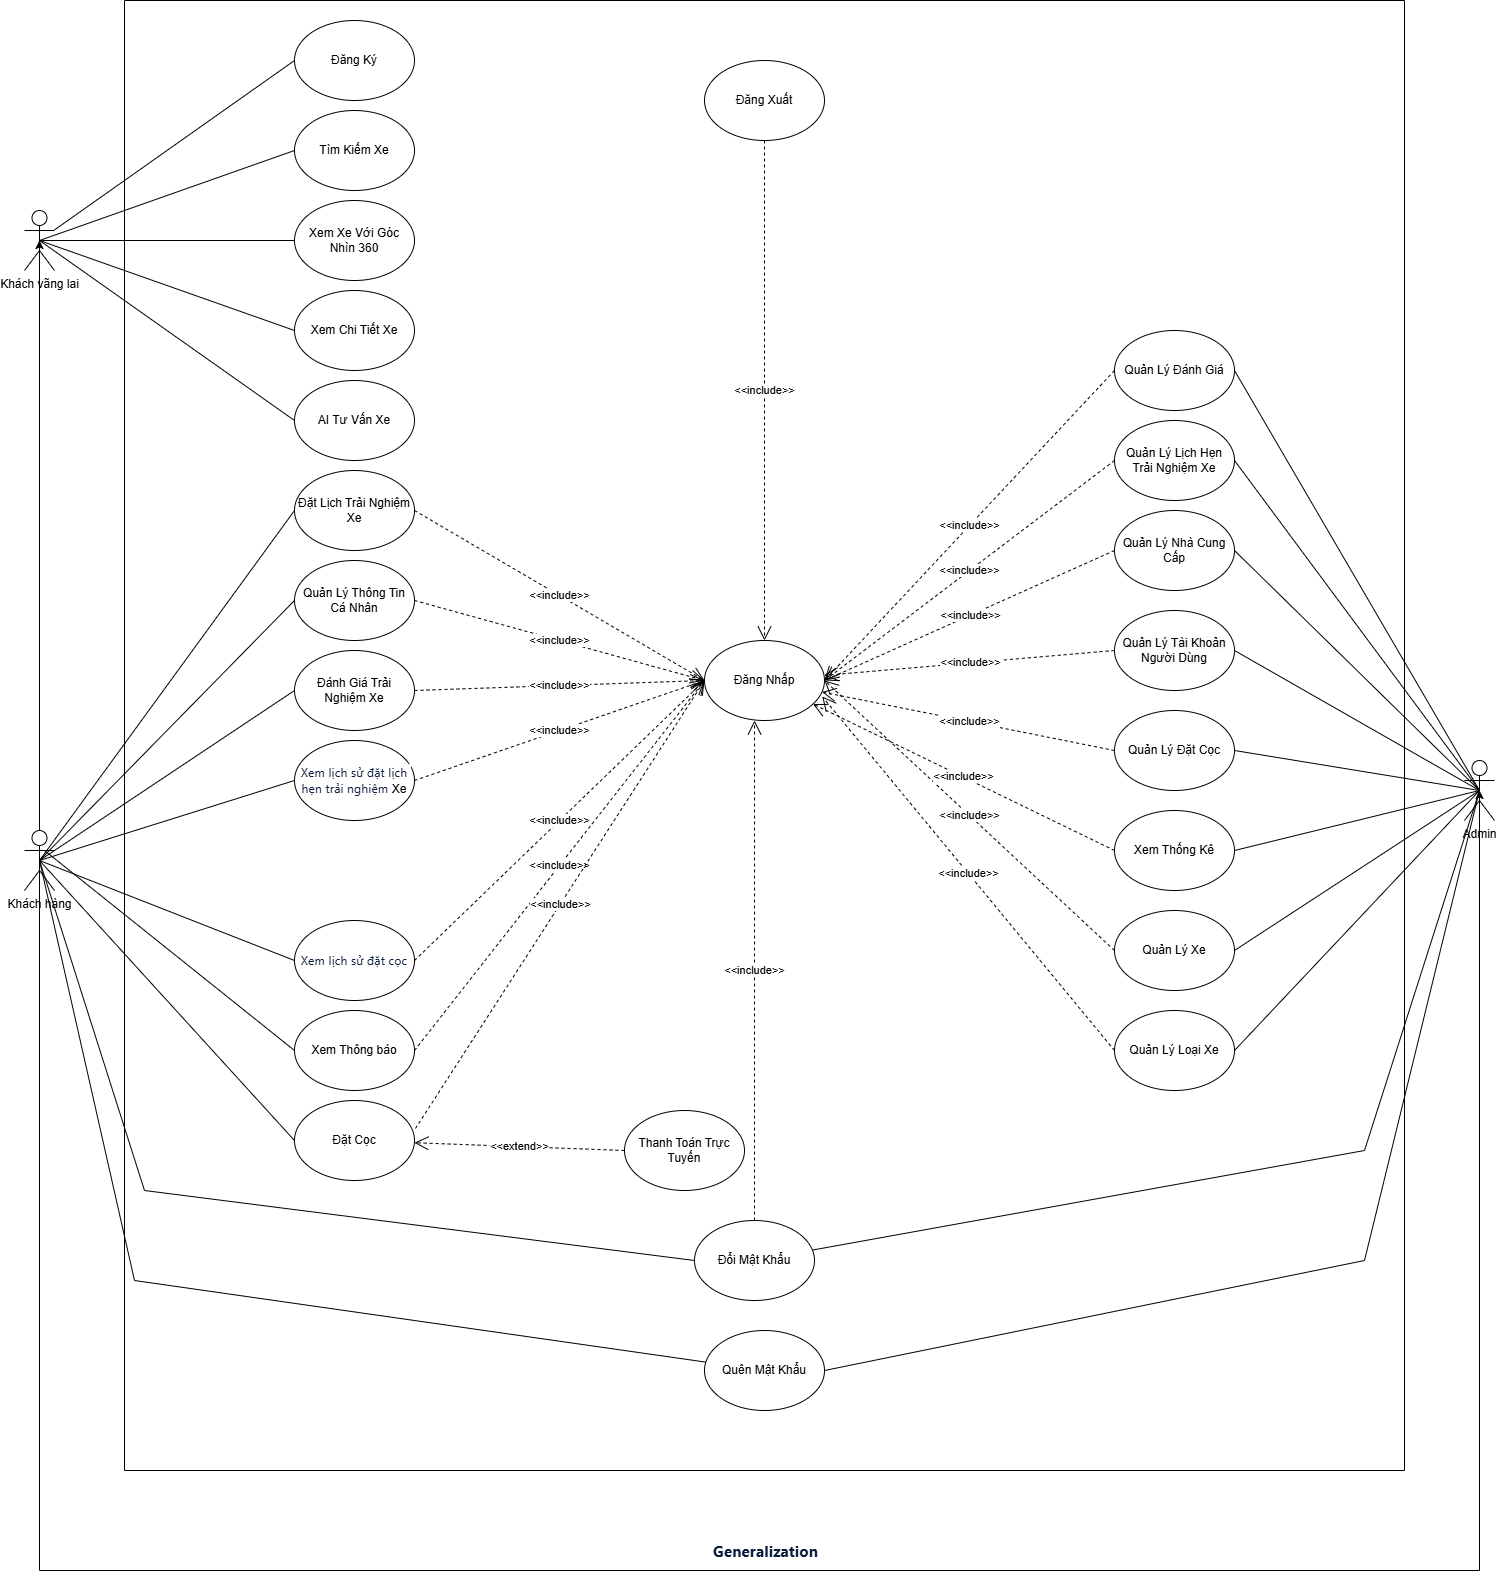 Đăng Ký
Đăng Xuất
Tìm Kiếm Xe
Xem Xe Với Góc
Nhìn 360
Khách vãng lai
Xem Chi Tiết Xe
AI Tư Vấn Xe
Đặt Lịch Trải Nghiệm
Xe
Quản Lý Thông Tin
Cá Nhân
Đánh Giá Trải
Nghiệm Xe
Xem lịch sử đặt lịch
hẹn trải nghiệm Xe
Khách hàng
Xem lịch sử đặt cọc
Xem Thông báo
Đặt Cọc
<<include>>
<<include>>
<<include>>
<<include>>
<<include>>
<<include>>
<<include>>
<<include>>
Đăng Nhập
<<include>>
<<extend>>
Thanh Toán Trực
Tuyến
Đổi Mật Khẩu
Quên Mật Khẩu
<<include>>
<<include>>
<<include>>
<<include>>
<<include>>
<<include>>
<<include>>
<<include>>
Quản Lý Đánh Giá
Quản Lý Lịch Hẹn
Trải Nghiệm Xe
Quản Lý Nhà Cung
Cấp
Quản Lý Tài Khoản
Người Dùng
Quản Lý Đặt Cọc
Xem Thống Kê
Quản Lý Xe
Quản Lý Loại Xe
Admin
Generalization